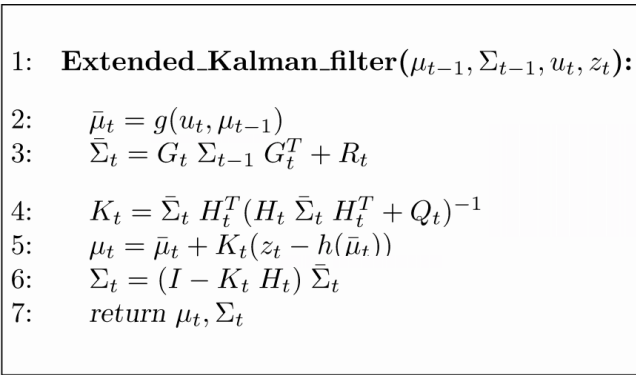 1: Extended_Kalman_filter(μ_{t−1}, Σ_{t−1}, u_t, z_t):
2: μ̄_t = g(u_t, μ_{t−1})
3: Σ̄_t = G_t Σ_{t−1} G_t^T + R_t
4: K_t = Σ̄_t H_t^T (H_t Σ̄_t H_t^T + Q_t)^{−1}
5: μ_t = μ̄_t + K_t(z_t − h(μ̄_t))
6: Σ_t = (I − K_t H_t) Σ̄_t
7: return μ_t, Σ_t